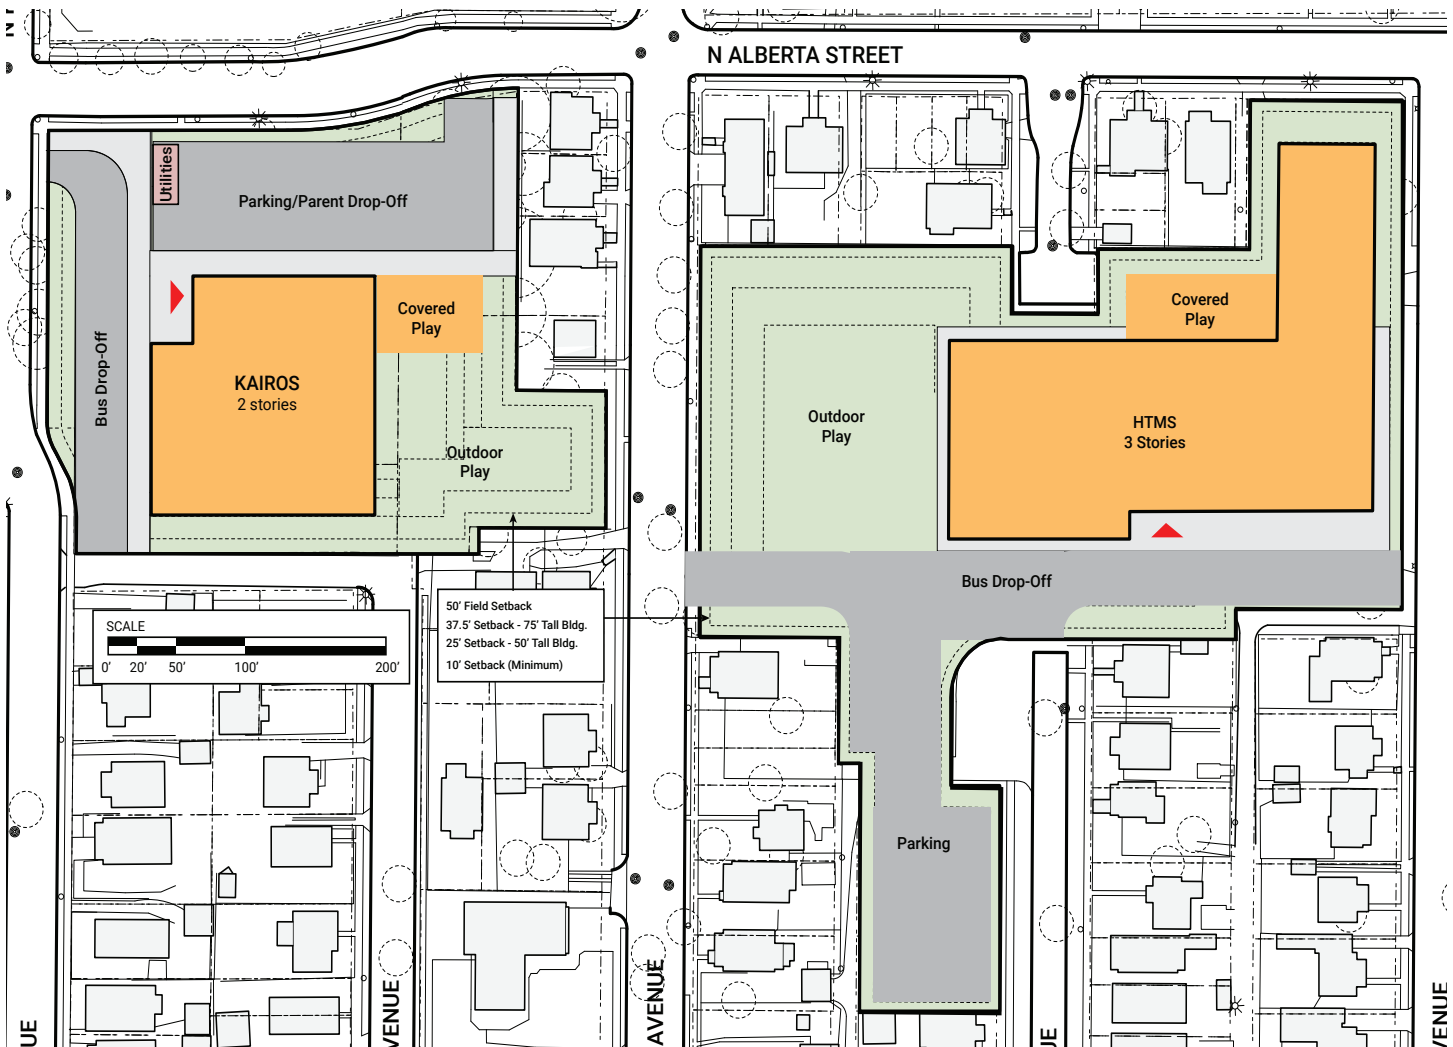 N ALBERTA STREET
Utilities
Parking/Parent Drop-Off
Covered
Play
KAIROS
2 stories
Bus Drop-Off
Outdoor
Play
Covered
Play
Outdoor
Play
HTMS
3 Stories
Bus Drop-Off
50' Field Setback
37.5' Setback - 75' Tall Bldg.
25' Setback - 50' Tall Bldg.
10' Setback (Minimum)
SCALE
0' 20' 50' 100' 200'
Parking
UE
VENUE
AVENUE
UE
VENUE